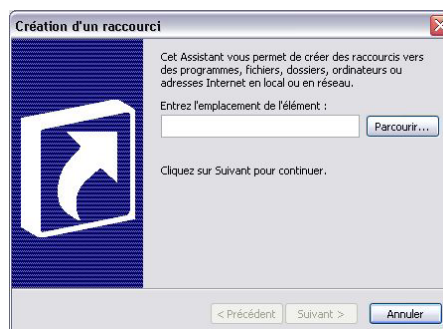 Création d'un raccourci
Cet Assistant vous permet de créer des raccourcis vers
des programmes, fichiers, dossiers, ordinateurs ou
adresses Internet en local ou en réseau.
Entrez l'emplacement de l'élément :
Parcourir...
Cliquez sur Suivant pour continuer.
< Précédent
Suivant >
Annuler